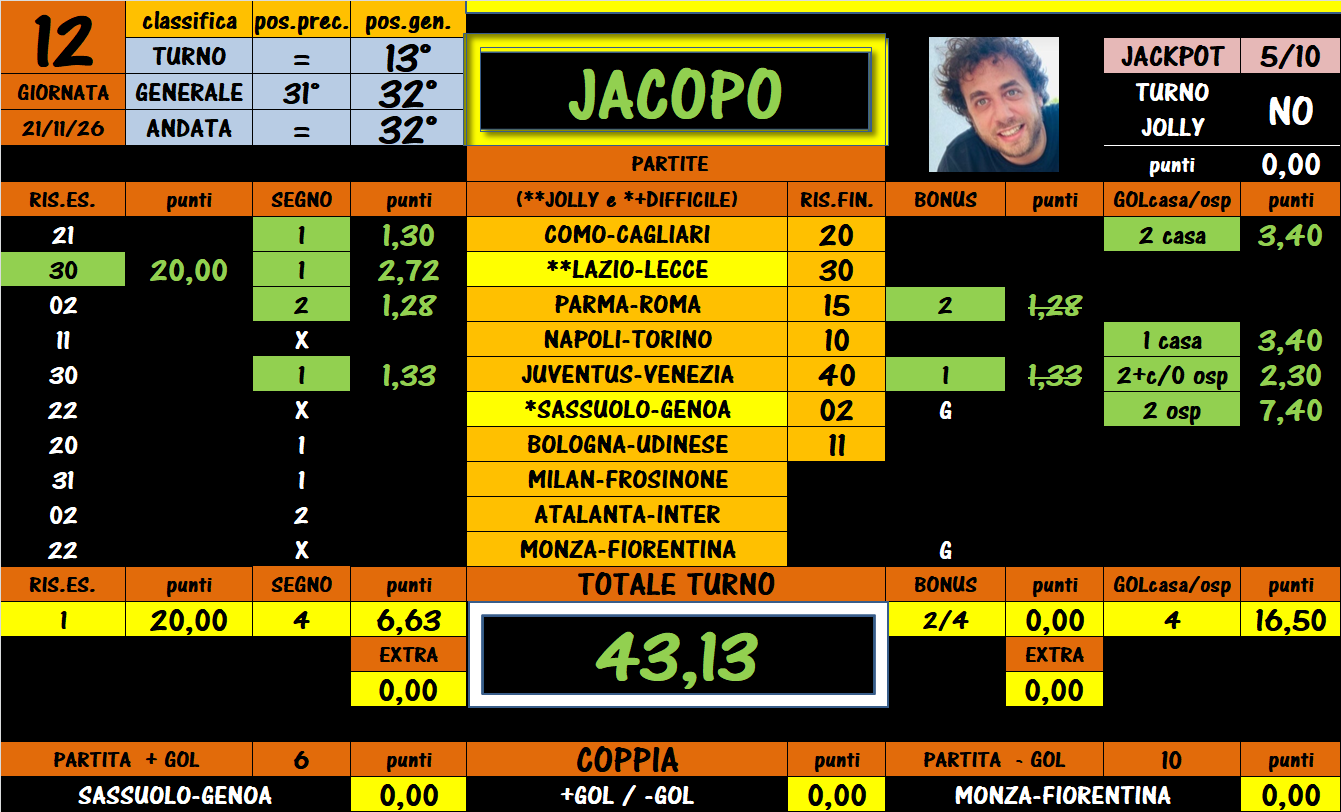 12 classifica pos.prec. pos.gen.
TURNO = 13°
JACOPO
JACKPOT 5/10
GIORNATA GENERALE 31° 32°
TURNO JOLLY NO
21/11/26 ANDATA = 32°
PARTITE punti 0,00
RIS.ES. punti SEGNO punti (**JOLLY e *+DIFFICILE) RIS.FIN. BONUS punti GOLcasa/osp punti
21 1 1,30 COMO-CAGLIARI 20 2 casa 3,40
30 20,00 1 2,72 **LAZIO-LECCE 30
02 2 1,28 PARMA-ROMA 15 2 1,28
11 X NAPOLI-TORINO 10 1 casa 3,40
30 1 1,33 JUVENTUS-VENEZIA 40 1 1,33 2+c/0 osp 2,30
22 X *SASSUOLO-GENOA 02 G 2 osp 7,40
20 1 BOLOGNA-UDINESE 11
31 1 MILAN-FROSINONE
02 2 ATALANTA-INTER
22 X MONZA-FIORENTINA G
RIS.ES. punti SEGNO punti TOTALE TURNO BONUS punti GOLcasa/osp punti
1 20,00 4 6,63 43,13 2/4 0,00 4 16,50
EXTRA EXTRA
0,00 0,00
PARTITA + GOL 6 punti COPPIA punti PARTITA - GOL 10 punti
SASSUOLO-GENOA 0,00 +GOL / -GOL 0,00 MONZA-FIORENTINA 0,00